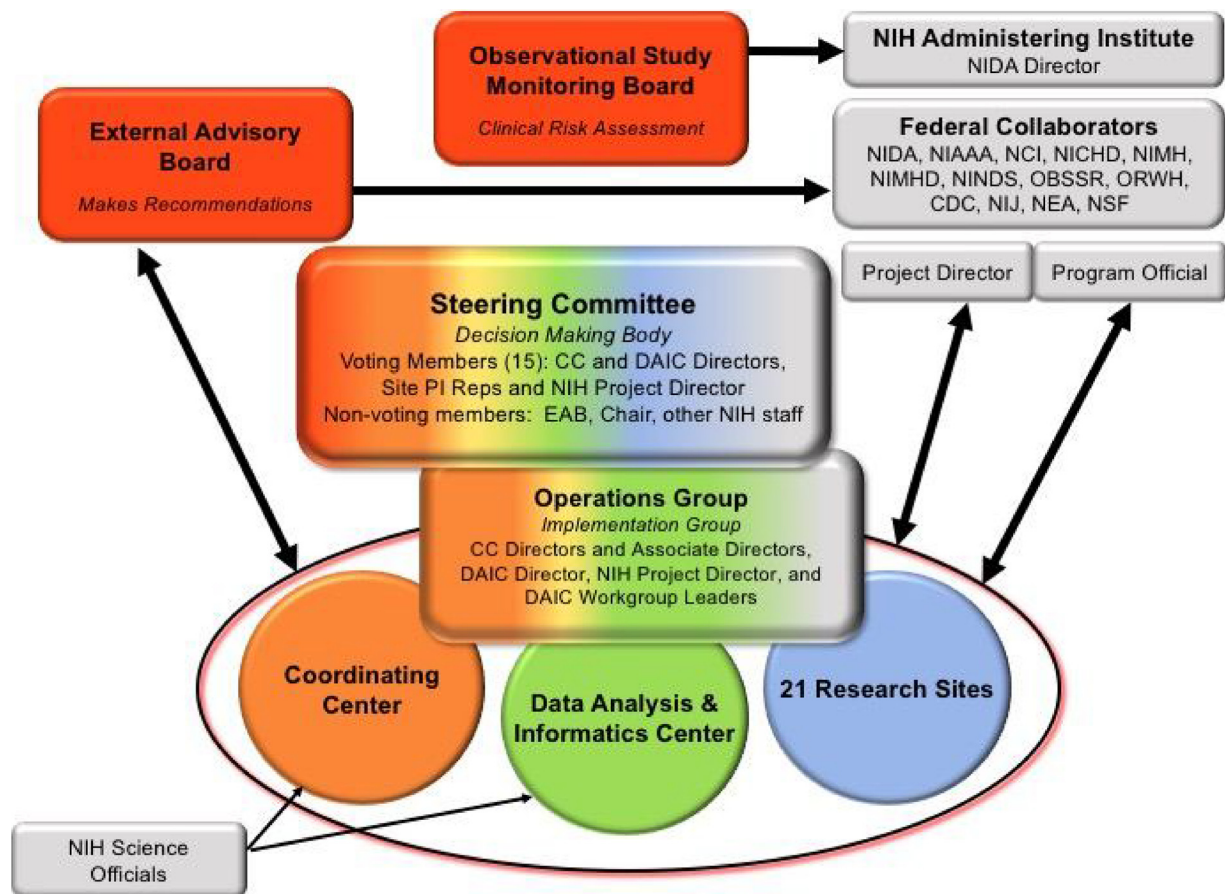 Observational Study
Monitoring Board
Clinical Risk Assessment
NIH Administering Institute
NIDA Director
External Advisory
Board
Makes Recommendations
Federal Collaborators
NIDA, NIAAA, NCI, NICHD, NIMH,
NIMHD, NINDS, OBSSR, ORWH,
CDC, NIJ, NEA, NSF
Project Director
Program Official
Steering Committee
Decision Making Body
Voting Members (15): CC and DAIC Directors,
Site PI Reps and NIH Project Director
Non-voting members: EAB, Chair, other NIH staff
Operations Group
Implementation Group
CC Directors and Associate Directors,
DAIC Director, NIH Project Director, and
DAIC Workgroup Leaders
Coordinating
Center
Data Analysis &
Informatics Center
21 Research Sites
NIH Science
Officials